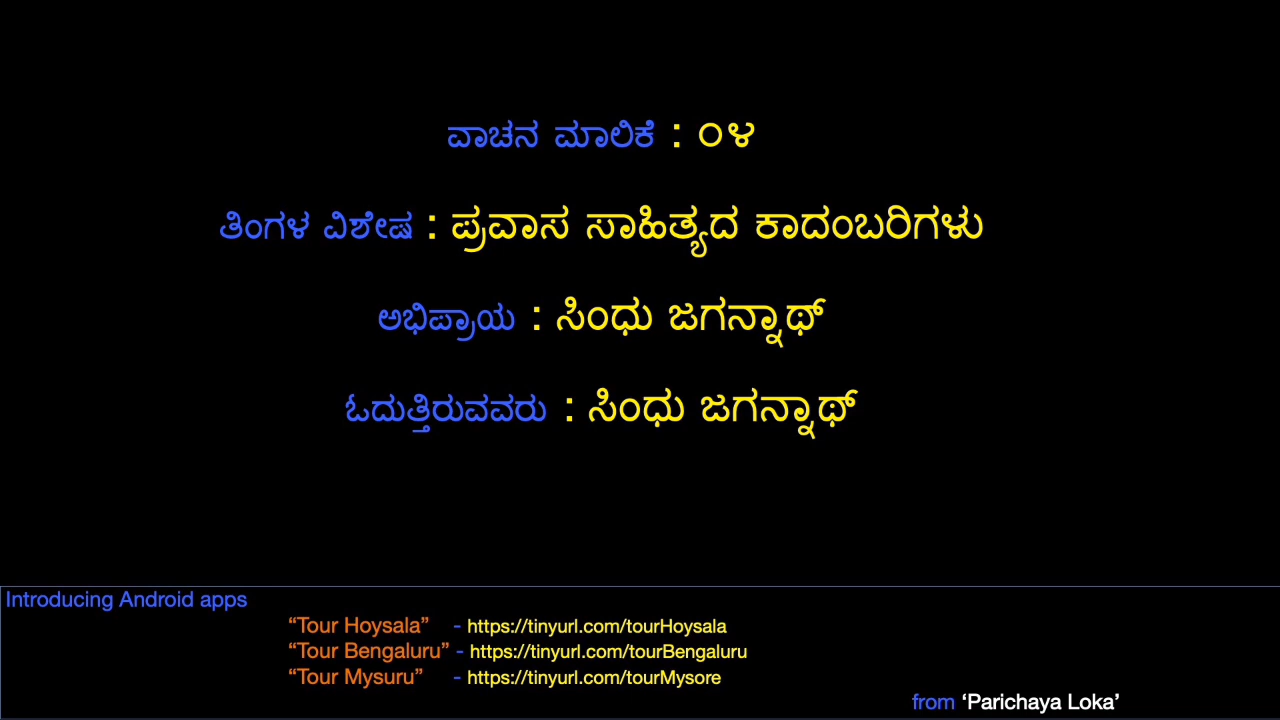 ವಾಚನ ಮಾಲಿಕೆ : ೦೪
ತಿಂಗಳ ವಿಶೇಷ : ಪ್ರವಾಸ ಸಾಹಿತ್ಯದ ಕಾದಂಬರಿಗಳು
ಅಭಿಪ್ರಾಯ : ಸಿಂಧು ಜಗನ್ನಾಥ್
ಓದುತ್ತಿರುವವರು : ಸಿಂಧು ಜಗನ್ನಾಥ್
Introducing Android apps
“Tour Hoysala” - https://tinyurl.com/tourHoysala
“Tour Bengaluru” - https://tinyurl.com/tourBengaluru
“Tour Mysuru” - https://tinyurl.com/tourMysore
from ‘Parichaya Loka’